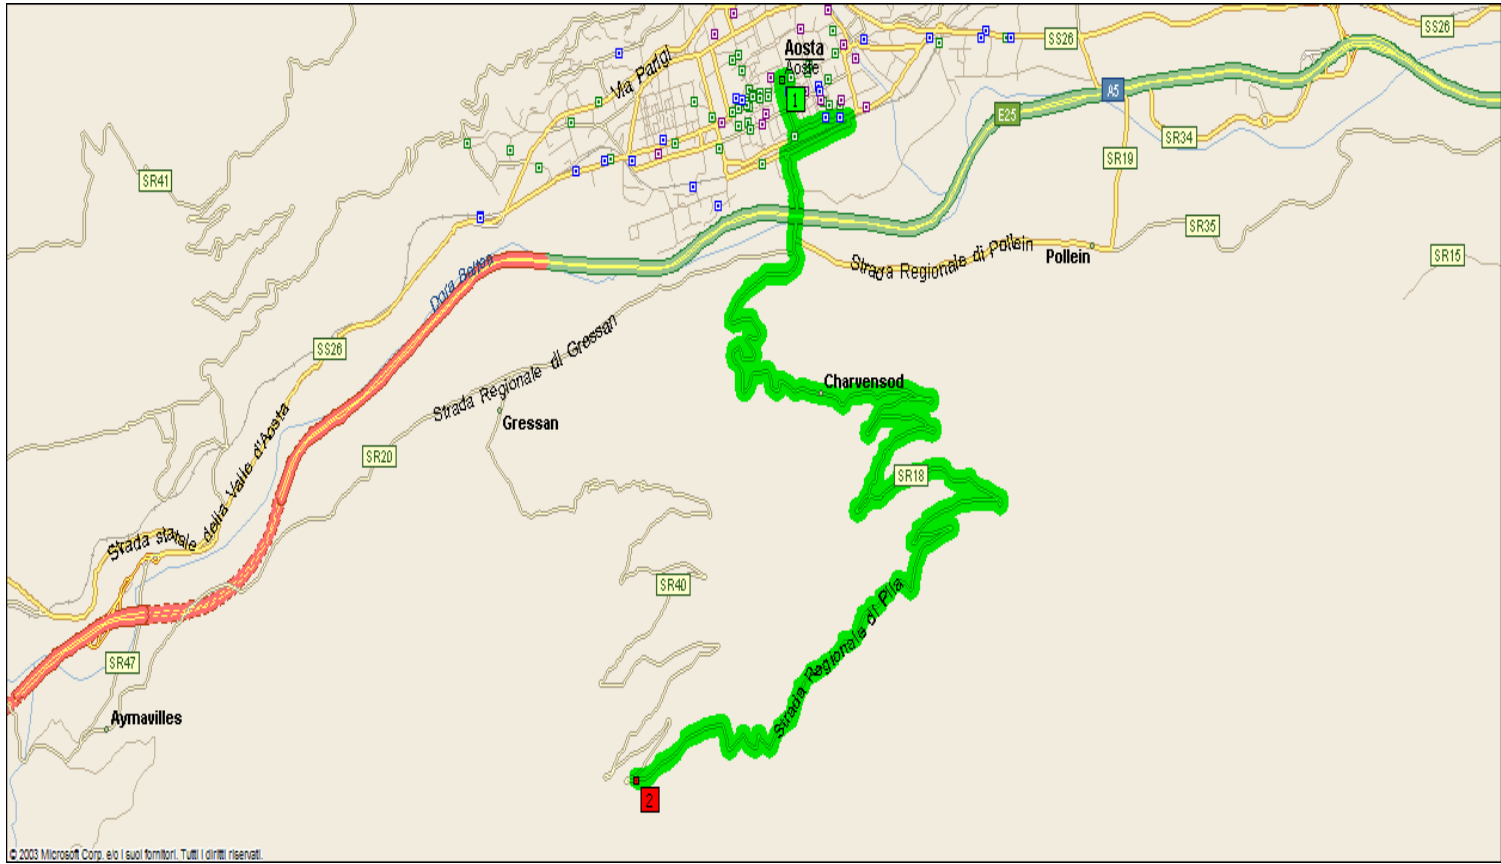 SS26
SS26
Aosta
Aoste
Via Parigi
1
A5
E25
SR34
SR19
SR41
SR35
Strada Regionale di Pollein
Pollein
SR15
Dora Baltea
SS26
Strada Regionale di Gressan
Charvensod
Gressan
SR20
SR18
Strada statale della Valle d'Aosta
SR40
Strada Regionale di Pila
SR47
Aymavilles
2
© 2003 Microsoft Corp. e/o i suoi fornitori. Tutti i diritti riservati.